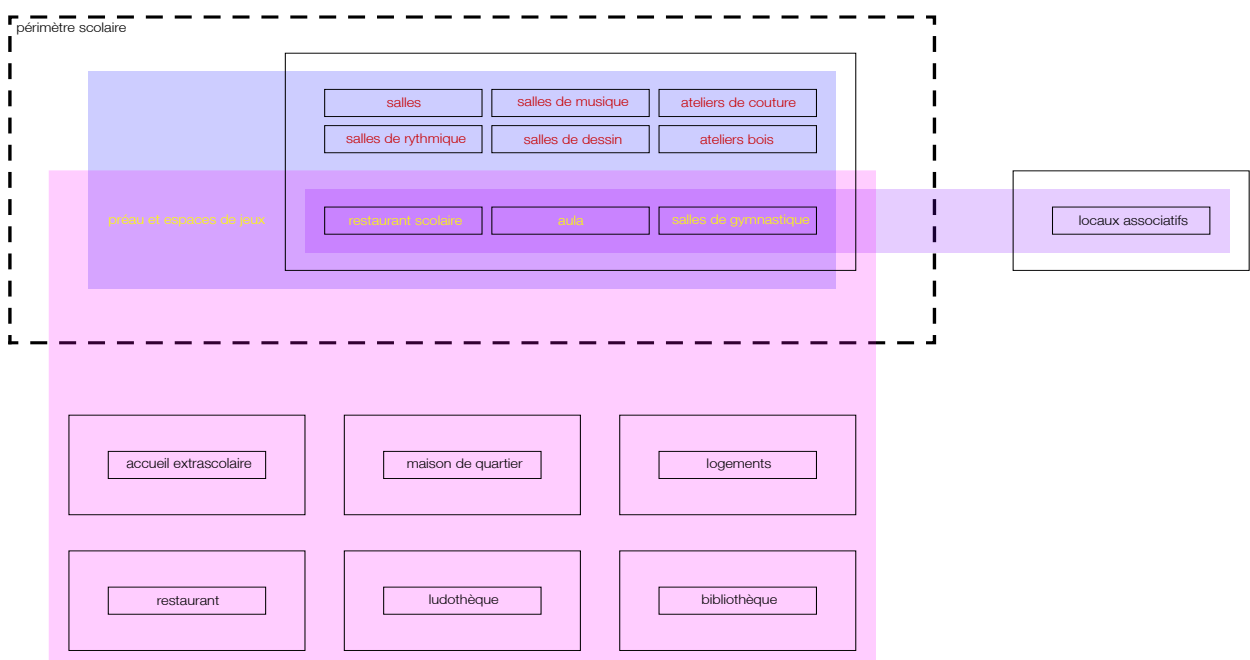 périmètre scolaire
salles
salles de musique
ateliers de couture
salles de rythmique
salles de dessin
ateliers bois
préau et espaces de jeux
restaurant scolaire
aula
salles de gymnastique
locaux associatifs
accueil extrascolaire
maison de quartier
logements
restaurant
ludothèque
bibliothèque